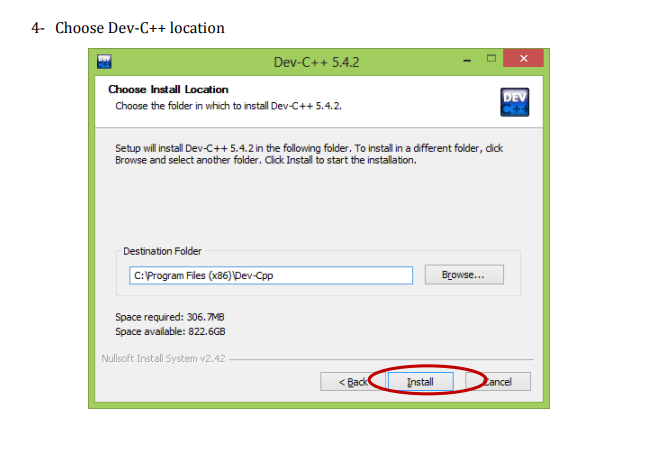 4- Choose Dev-C++ location
Dev-C++ 5.4.2
Choose Install Location
Choose the folder in which to install Dev-C++ 5.4.2.
DEV
C++
Setup will install Dev-C++ 5.4.2 in the following folder. To install in a different folder, click
Browse and select another folder. Click Install to start the installation.
Destination Folder
C:\Program Files (x86)\Dev-Cpp
Browse...
Space required: 306.7MB
Space available: 822.6GB
Nullsoft Install System v2.42
< Back
Install
Cancel